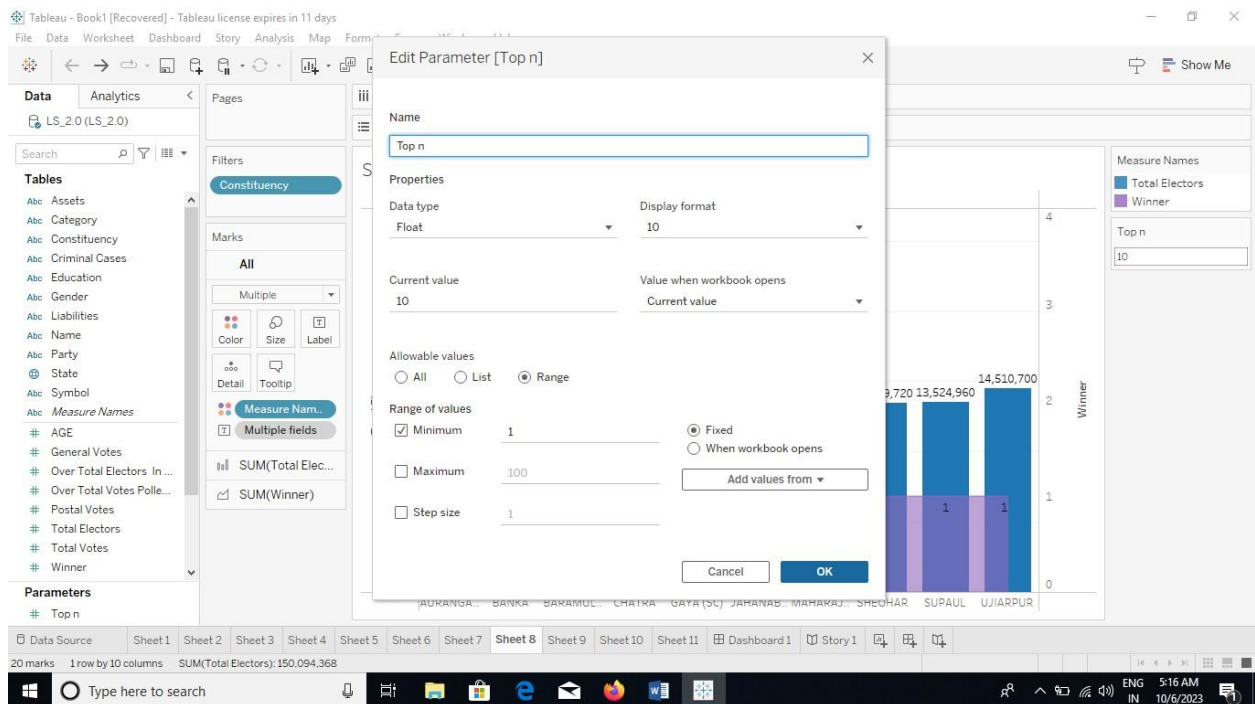 Tableau - Book1 [Recovered] - Tableau license expires in 11 days
File Data Worksheet Dashboard Story Analysis Map
Show Me
Data Analytics
LS_2.0 (LS_2.0)
Search
Tables
Abc Assets
Abc Category
Abc Constituency
Abc Criminal Cases
Abc Education
Abc Gender
Abc Liabilities
Abc Name
Abc Party
State
Abc Symbol
Abc Measure Names
# AGE
# General Votes
# Over Total Electors In ...
# Over Total Votes Polle...
# Postal Votes
# Total Electors
# Total Votes
# Winner
Parameters
# Top n
Pages
Filters
Constituency
Marks
All
Multiple
Color Size Label
Detail Tooltip
Measure Nam..
Multiple fields
SUM(Total Elec...
SUM(Winner)
iii
S
Edit Parameter [Top n]
Name
Top n
Properties
Data type Display format
Float 10
Current value Value when workbook opens
10 Current value
Allowable values
All List Range
Range of values
Minimum 1 Fixed
When workbook opens
Maximum 100 Add values from
Step size 1
Cancel OK
9,720 13,524,960 14,510,700
1 1
4
3
2
1
0
Winner
AURANGA.. BANKA BARAMUL.. CHATRA GAYA (SC) JAHANAB.. MAHARAJ.. SHEOHAR SUPAUL UJIARPUR
Measure Names
Total Electors
Winner
Top n
10
Data Source Sheet 1 Sheet 2 Sheet 3 Sheet 4 Sheet 5 Sheet 6 Sheet 7 Sheet 8 Sheet 9 Sheet 10 Sheet 11 Dashboard 1 Story 1
20 marks 1 row by 10 columns SUM(Total Electors): 150,094,368
Type here to search
ENG 5:16 AM
IN 10/6/2023